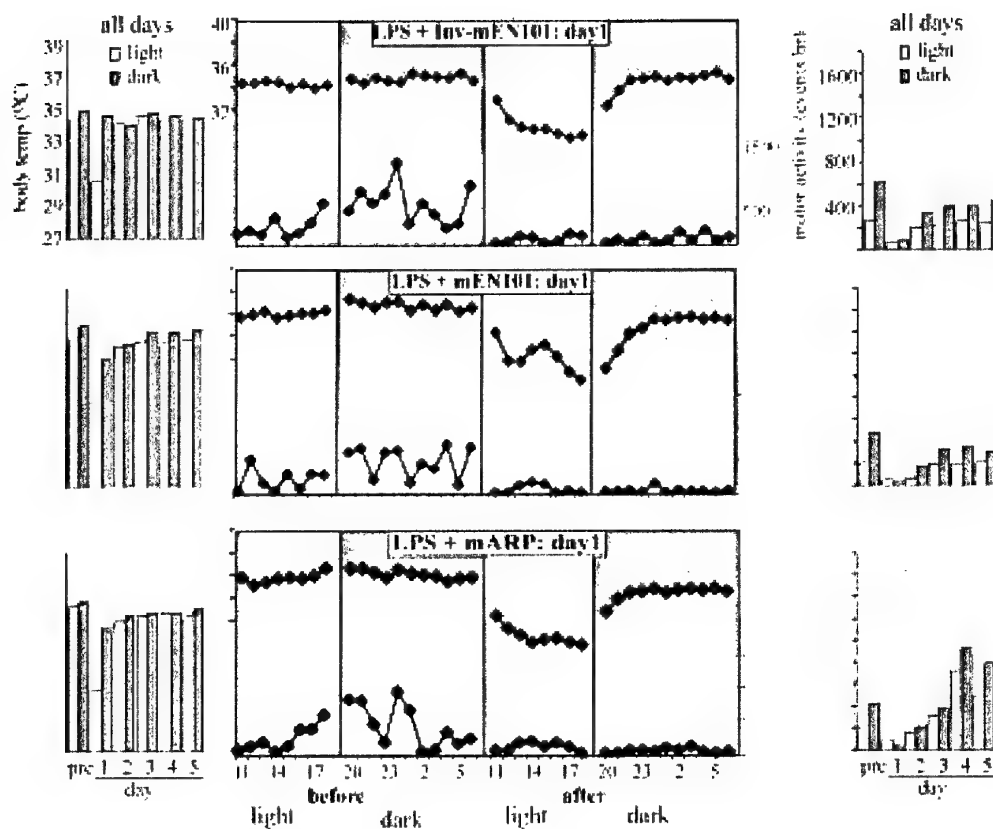 all days
light
dark
39
37
35
33
31
29
27
body temp (ºC)
LPS + Inv-mEN101: day1
40
36
32
1500
500
all days
light
dark
1600
1200
800
400
LPS + mEN101: day1
LPS + mARP: day1
pre 1 2 3 4 5
day
11 14 17 20 23 2 5 11 14 17 20 23 2 5
before after
light dark light dark
pre 1 2 3 4 5
day